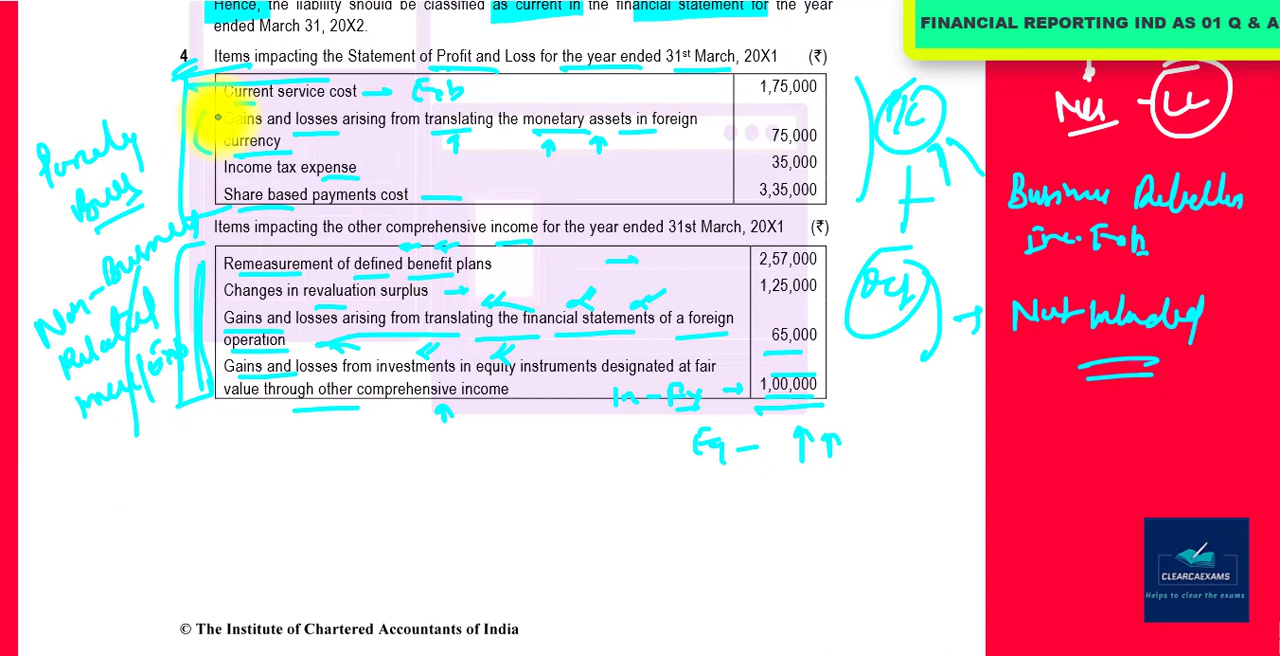 Hence, the liability should be classified as current in the financial statement for the year
ended March 31, 20X2.
FINANCIAL REPORTING IND AS 01 Q & A
4 Items impacting the Statement of Profit and Loss for the year ended 31st March, 20X1 (₹)
Current service cost 1,75,000
Gains and losses arising from translating the monetary assets in foreign
currency 75,000
Income tax expense 35,000
Share based payments cost 3,35,000
Items impacting the other comprehensive income for the year ended 31st March, 20X1 (₹)
Remeasurement of defined benefit plans 2,57,000
Changes in revaluation surplus 1,25,000
Gains and losses arising from translating the financial statements of a foreign
operation 65,000
Gains and losses from investments in equity instruments designated at fair
value through other comprehensive income 1,00,000
Purely
Non-Business
Related
OCI
Not Included
© The Institute of Chartered Accountants of India
CLEARCAEXAMS
Helps to clear the exams